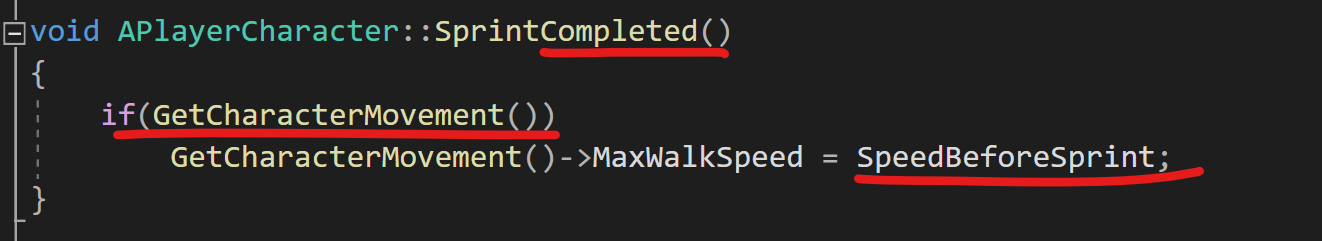 void APlayerCharacter::SprintCompleted()
{
if(GetCharacterMovement())
GetCharacterMovement()->MaxWalkSpeed = SpeedBeforeSprint;
}